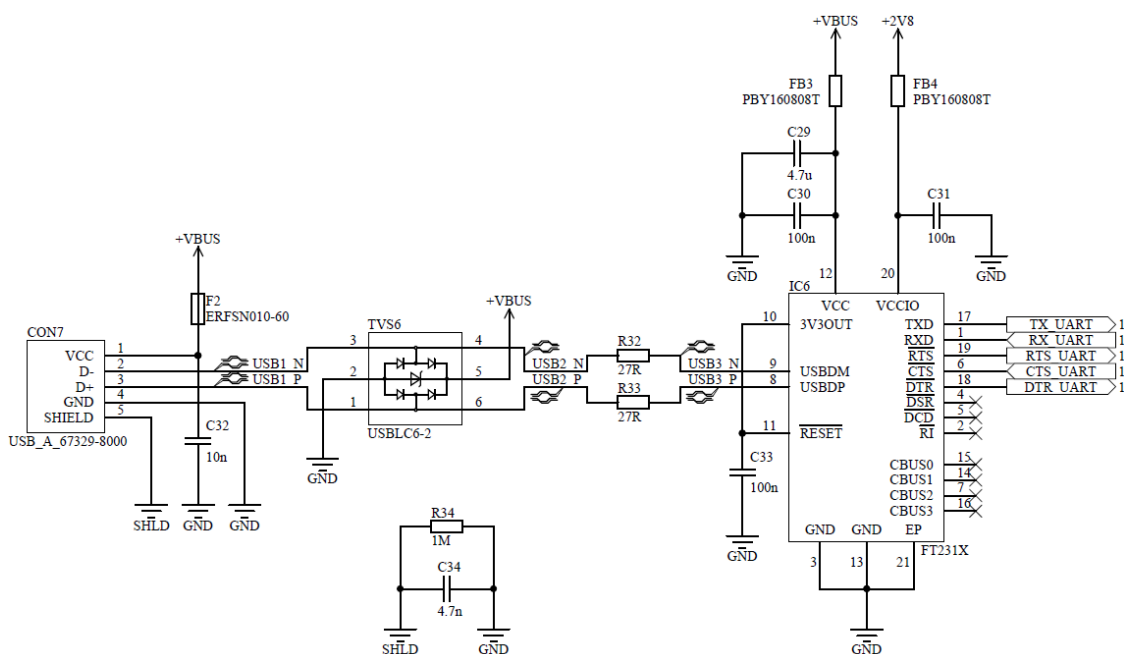 +VBUS
+2V8
FB3
PBY160808T
FB4
PBY160808T
C29
4.7u
C30
100n
C31
100n
GND
GND
12
20
+VBUS
F2
ERFSN010-60
CON7
VCC 1
D- 2
D+ 3
GND 4
SHIELD 5
USB_A_67329-8000
USB1_N
USB1_P
C32
10n
SHLD
GND
GND
+VBUS
TVS6
3
4
2
5
1
6
USBLC6-2
GND
USB2_N
USB2_P
R32
27R
R33
27R
USB3_N
USB3_P
IC6
VCC
VCCIO
10 3V3OUT
9 USBDM
8 USBDP
11 RESET
TXD 17 TX_UART 1
RXD 1 RX_UART 1
RTS 19 RTS_UART 1
CTS 6 CTS_UART 1
DTR 18 DTR_UART 1
DSR 4
DCD 5
RI 2
CBUS0 15
CBUS1 14
CBUS2 7
CBUS3 16
GND
GND
EP
FT231X
3
13
21
GND
C33
100n
GND
R34
1M
C34
4.7n
SHLD
GND